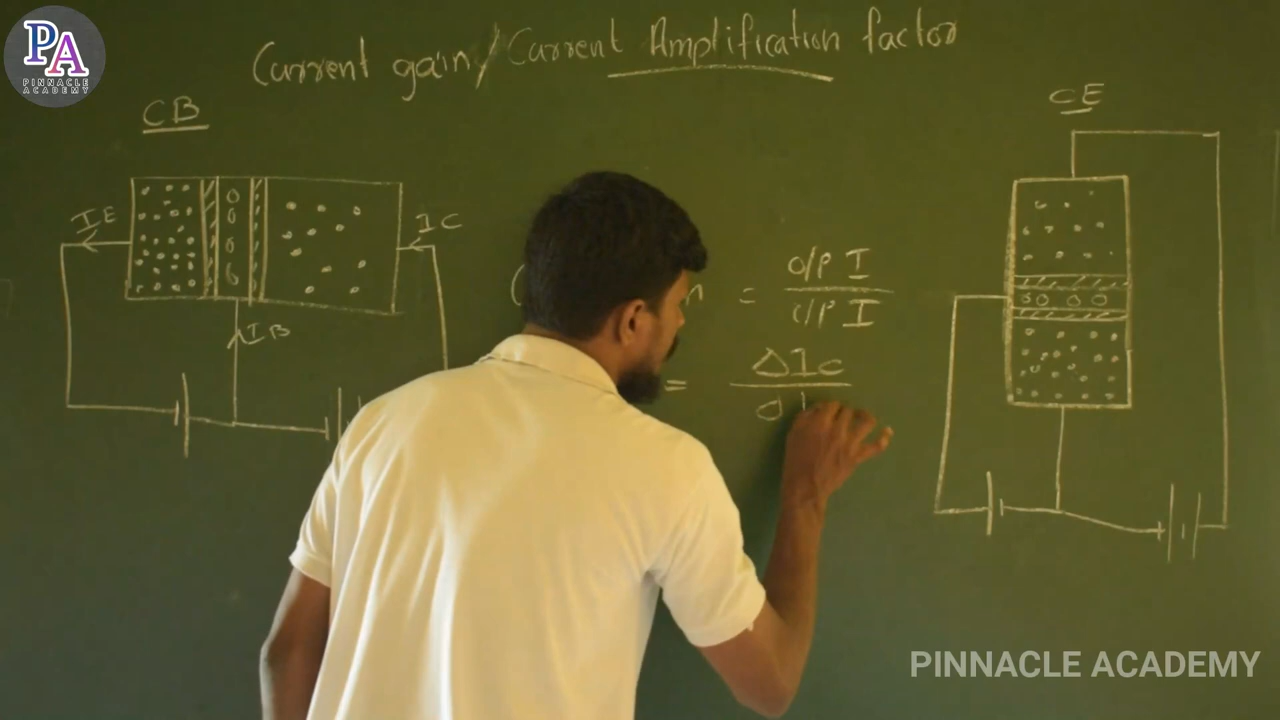 PA
PINNACLE
ACADEMY
Current gain / Current Amplification factor
CB
CE
IE
IC
IB
= O/P I
I/P I
= ΔIC
PINNACLE ACADEMY